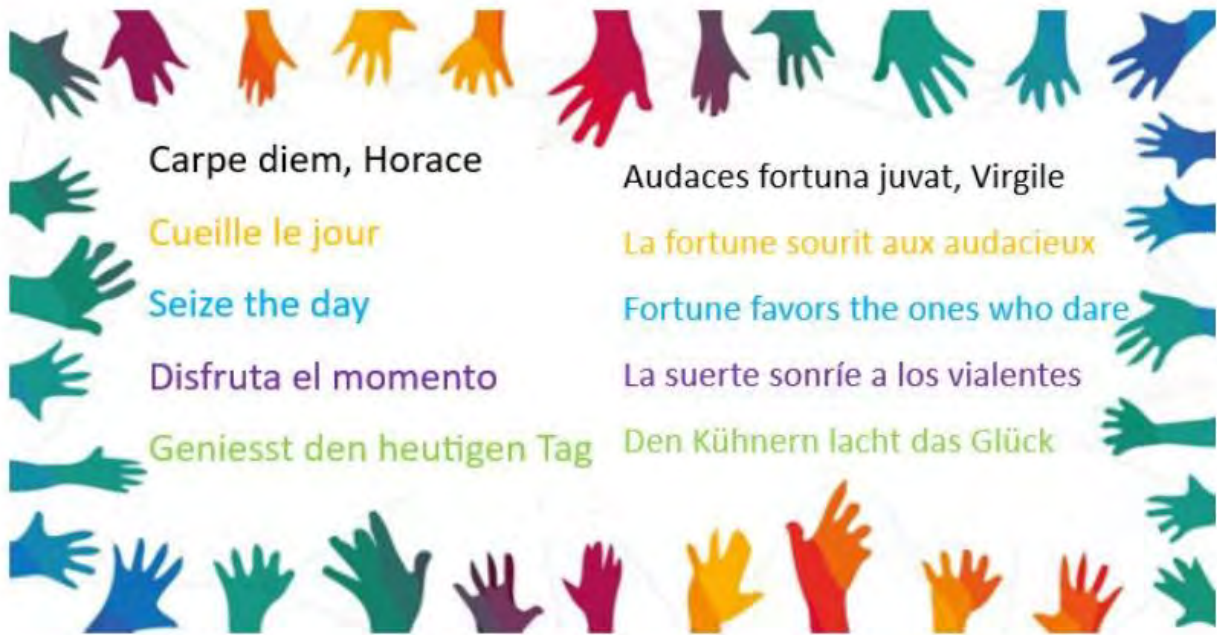 Carpe diem, Horace
Cueille le jour
Seize the day
Disfruta el momento
Geniesst den heutigen Tag
Audaces fortuna juvat, Virgile
La fortune sourit aux audacieux
Fortune favors the ones who dare
La suerte sonríe a los vialentes
Den Kühnern lacht das Glück